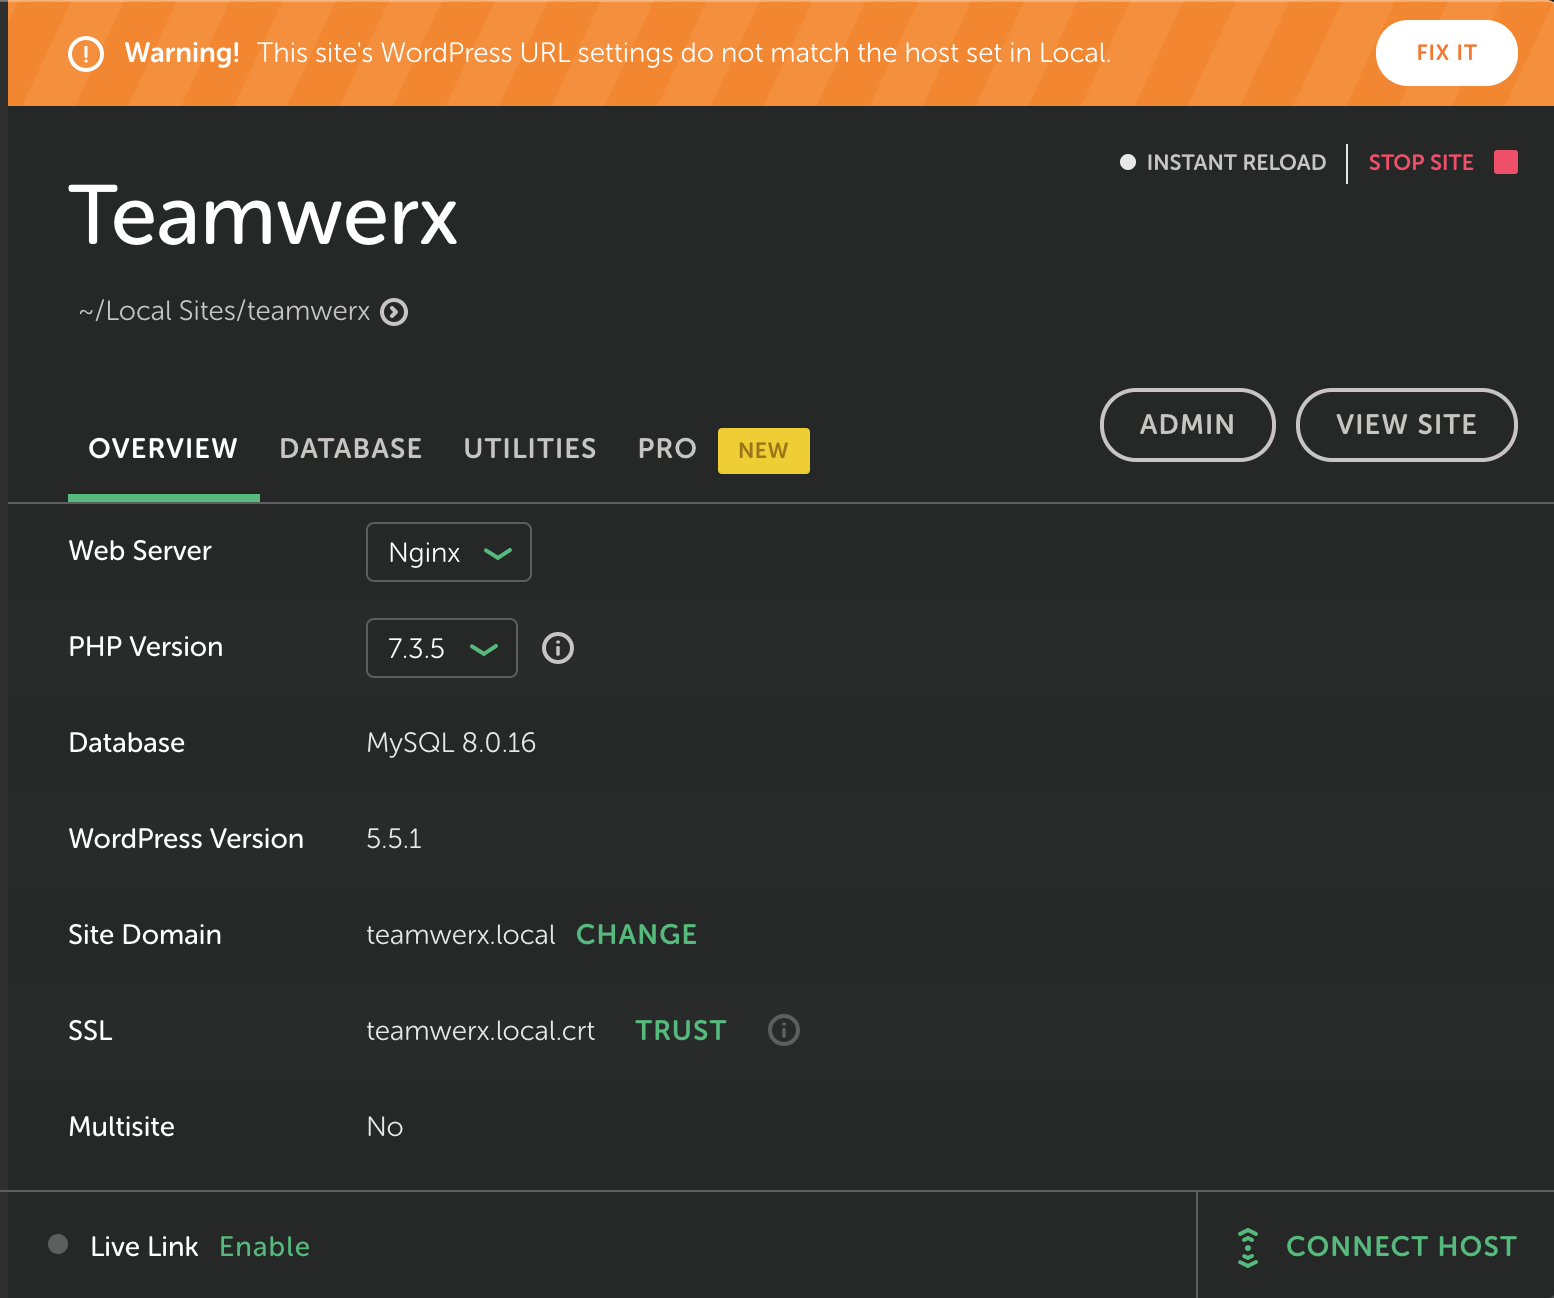 Warning! This site's WordPress URL settings do not match the host set in Local.
FIX IT
INSTANT RELOAD
STOP SITE
Teamwerx
~/Local Sites/teamwerx
ADMIN
VIEW SITE
OVERVIEW
DATABASE
UTILITIES
PRO
NEW
Web Server
Nginx
PHP Version
7.3.5
Database
MySQL 8.0.16
WordPress Version
5.5.1
Site Domain
teamwerx.local
CHANGE
SSL
teamwerx.local.crt
TRUST
Multisite
No
Live Link
Enable
CONNECT HOST